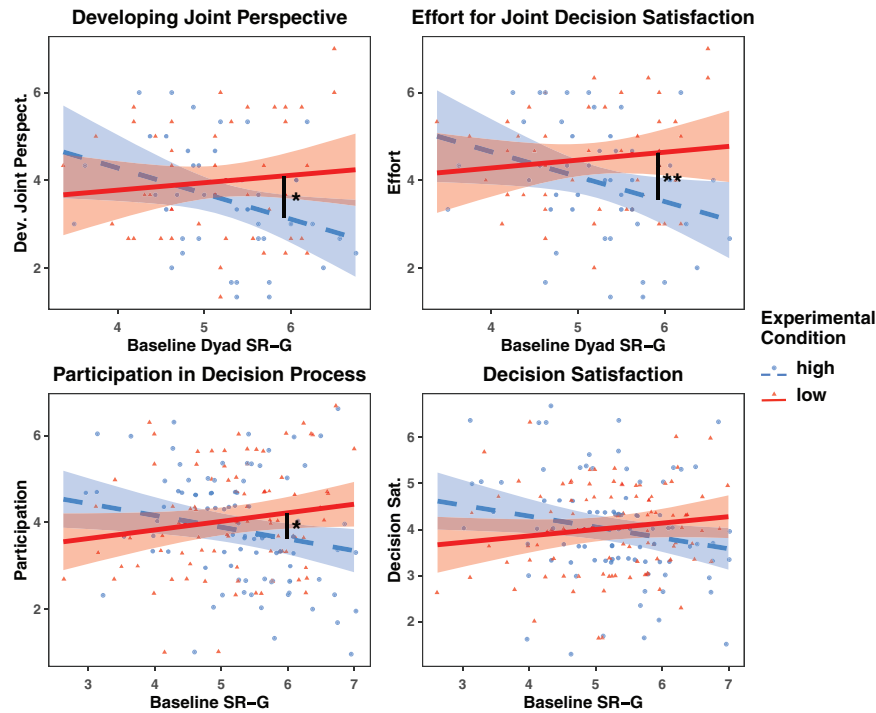 Developing Joint Perspective
Effort for Joint Decision Satisfaction
Dev. Joint Perspect.
6
4
2
*
4
5
6
Baseline Dyad SR–G
Effort
6
4
2
**
4
5
6
Baseline Dyad SR–G
Experimental
Condition
high
low
Participation in Decision Process
Decision Satisfaction
Participation
6
4
2
*
3
4
5
6
7
Baseline SR–G
Decision Sat.
6
5
4
3
2
3
4
5
6
7
Baseline SR–G